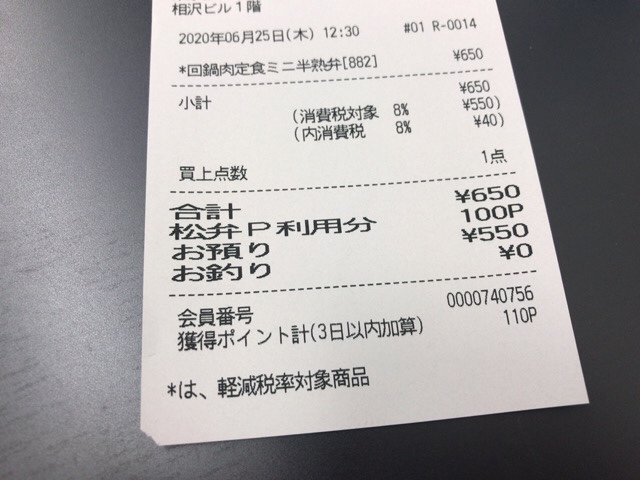 相沢ビル1階
2020年06月25日(木) 12:30 #01 R-0014
*回鍋肉定食ミニ半熟弁[882] ¥650
小計 ¥650
(消費税対象 8% ¥550)
(内消費税 8% ¥40)
買上点数 1点
合計 ¥650
松弁P利用分 100P
お預り ¥550
お釣り ¥0
会員番号 0000740756
獲得ポイント計(3日以内加算) 110P
*は、軽減税率対象商品